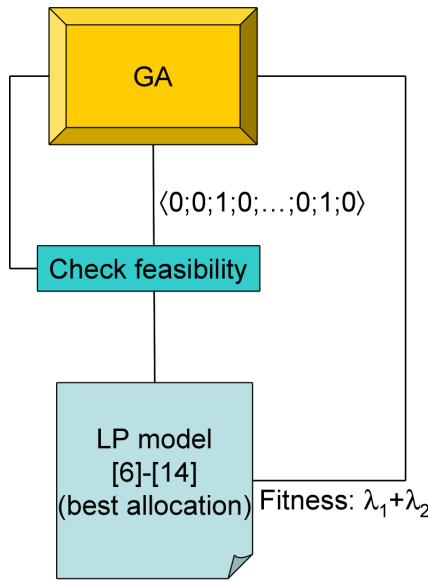 GA
⟨0;0;1;0;…;0;1;0⟩
Check feasibility
LP model
[6]-[14]
(best allocation)
Fitness: λ₁+λ₂